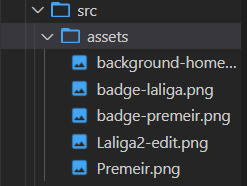 src
assets
background-home...
badge-laliga.png
badge-premeir.png
Laliga2-edit.png
Premeir.png